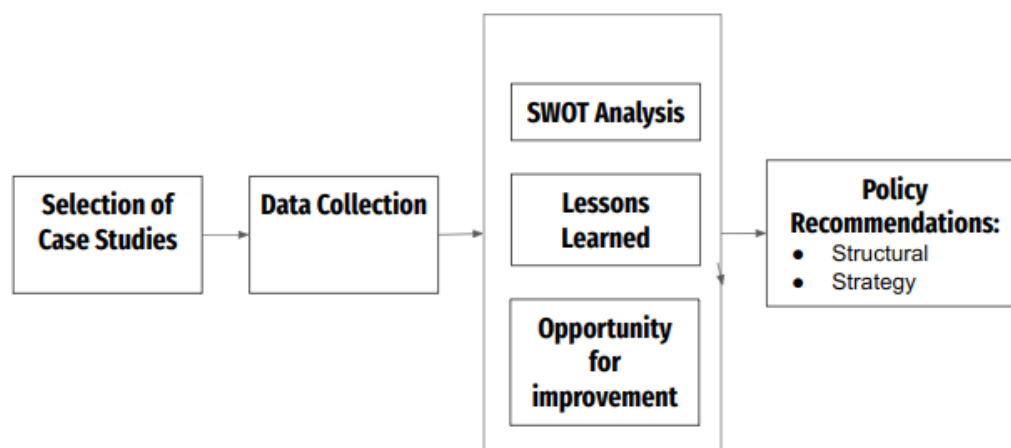 Selection of
Case Studies
Data Collection
SWOT Analysis
Lessons
Learned
Opportunity
for
improvement
Policy
Recommendations:
● Structural
● Strategy